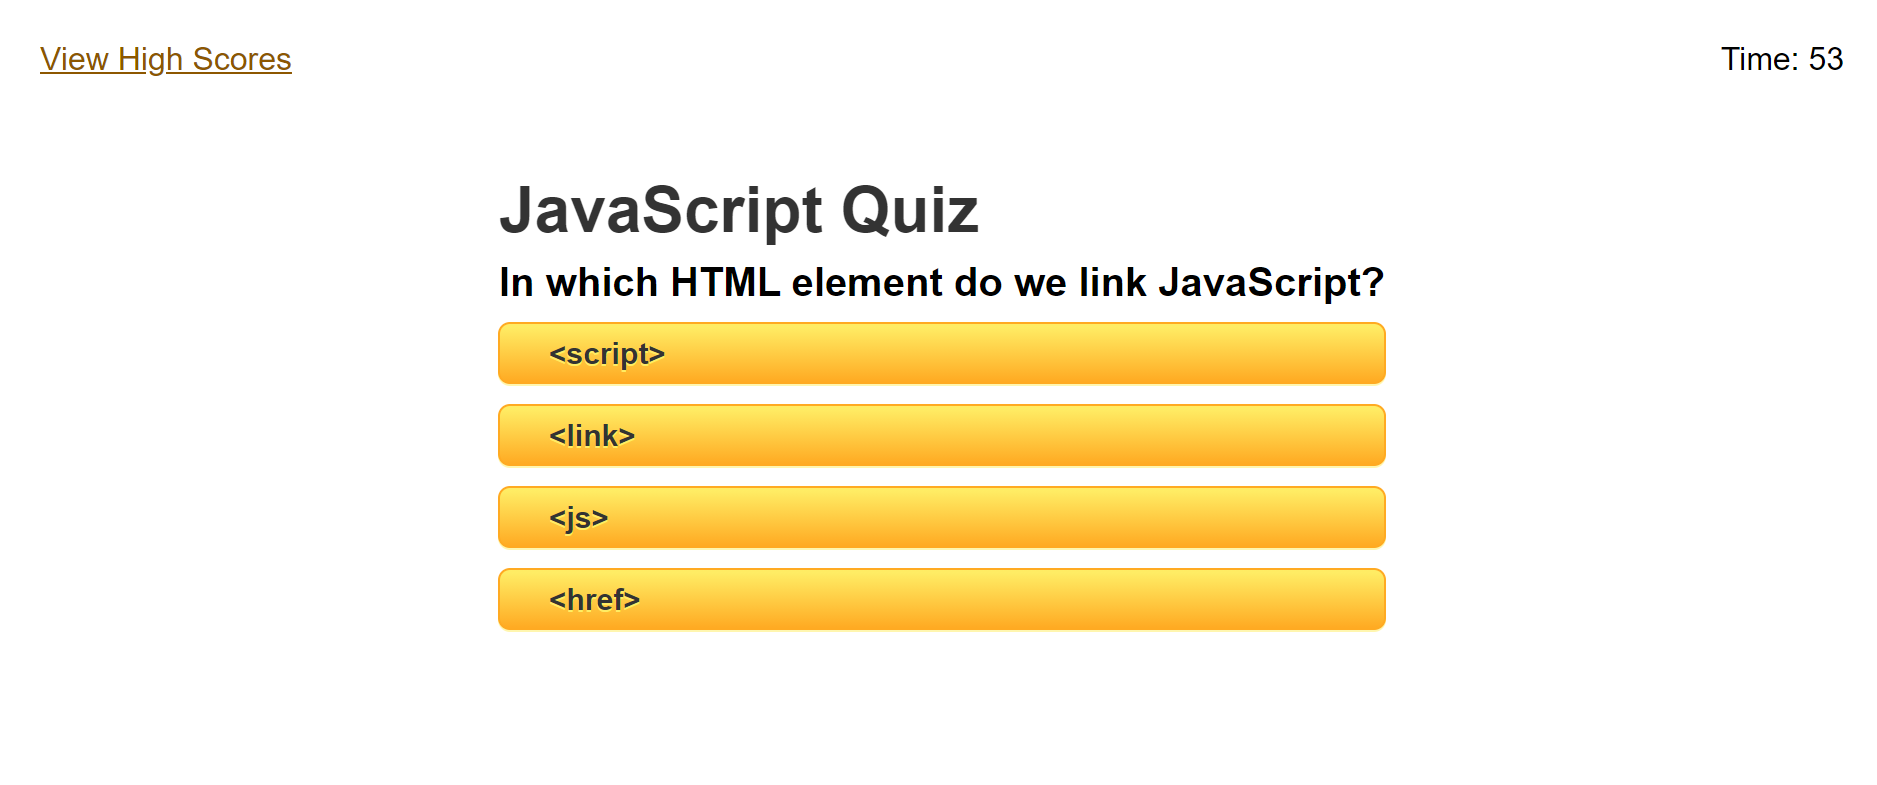 View High Scores
Time: 53
JavaScript Quiz
In which HTML element do we link JavaScript?
<script>
<link>
<js>
<href>